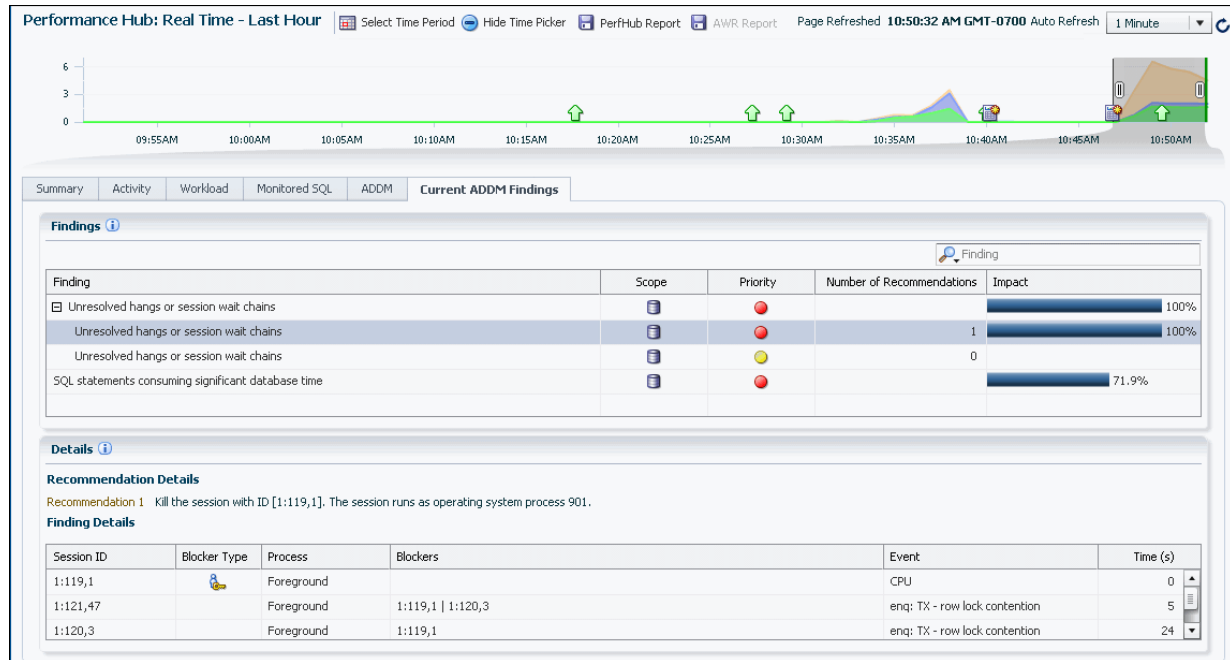 Performance Hub: Real Time - Last Hour Select Time Period Hide Time Picker PerfHub Report AWR Report Page Refreshed 10:50:32 AM GMT-0700 Auto Refresh 1 Minute
6
3
0
09:55AM 10:00AM 10:05AM 10:10AM 10:15AM 10:20AM 10:25AM 10:30AM 10:35AM 10:40AM 10:45AM 10:50AM
Summary Activity Workload Monitored SQL ADDM Current ADDM Findings
Findings
Finding
Finding Scope Priority Number of Recommendations Impact
Unresolved hangs or session wait chains 100%
Unresolved hangs or session wait chains 1 100%
Unresolved hangs or session wait chains 0
SQL statements consuming significant database time 71.9%
Details
Recommendation Details
Recommendation 1 Kill the session with ID [1:119,1]. The session runs as operating system process 901.
Finding Details
Session ID Blocker Type Process Blockers Event Time (s)
1:119,1 Foreground CPU 0
1:121,47 Foreground 1:119,1 | 1:120,3 enq: TX - row lock contention 5
1:120,3 Foreground 1:119,1 enq: TX - row lock contention 24